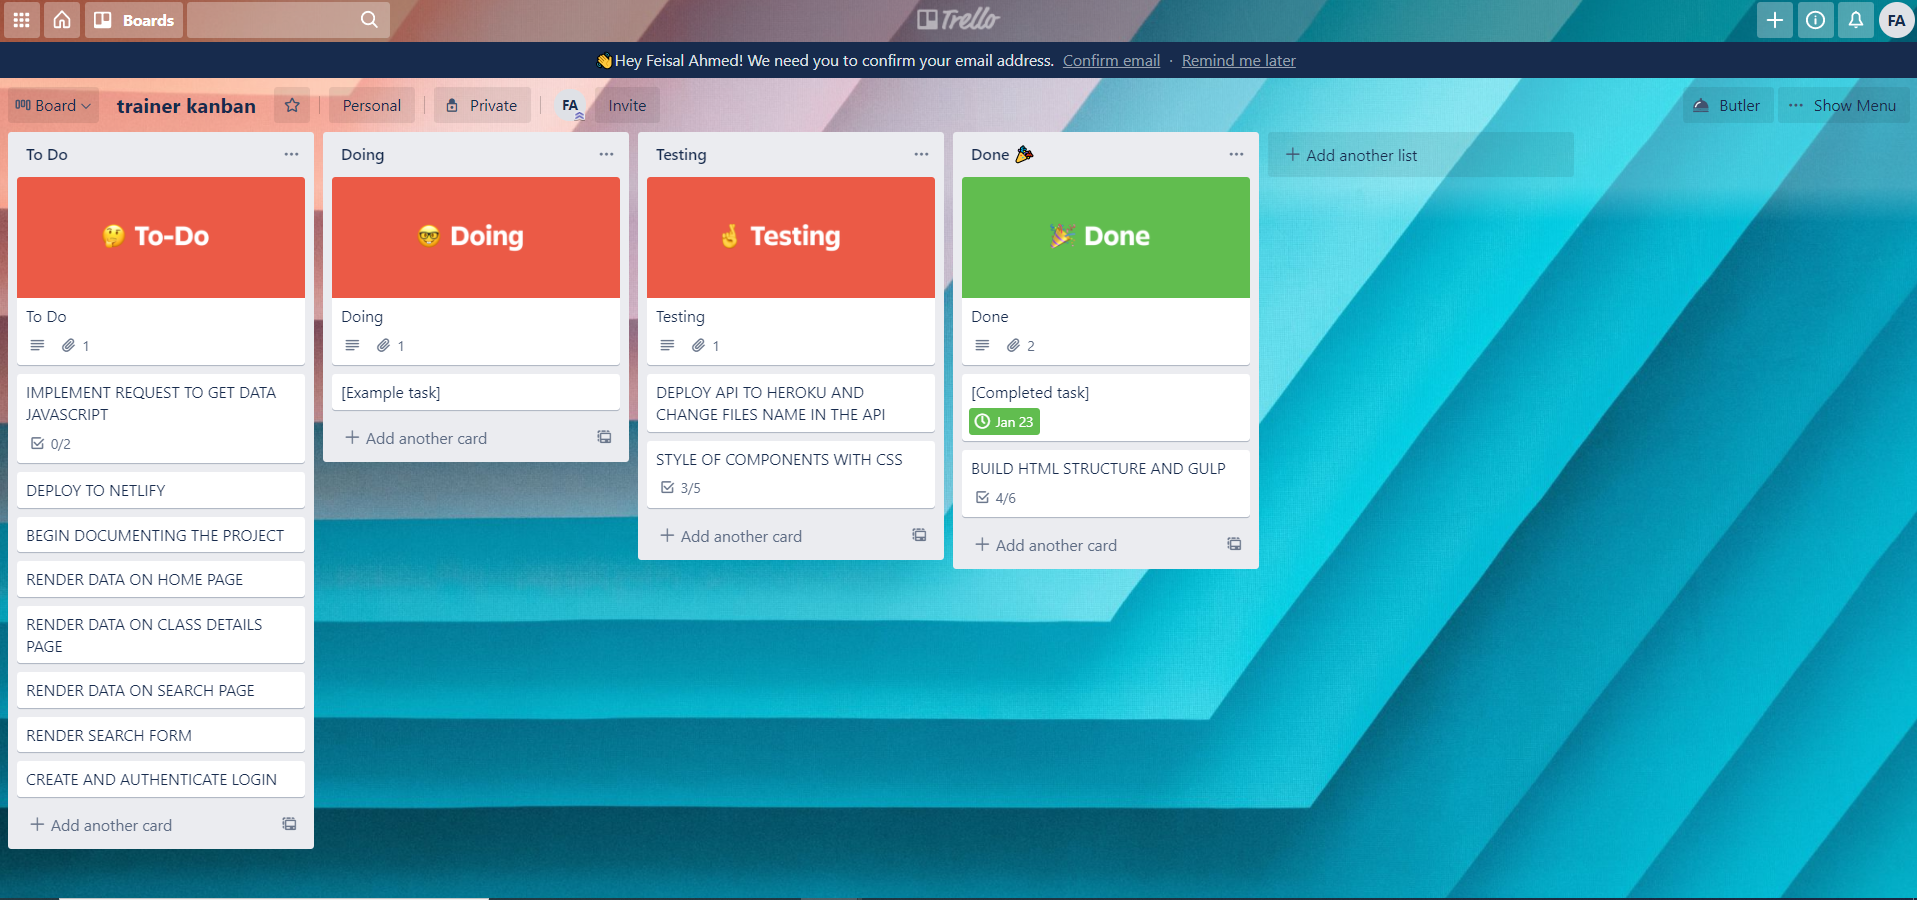 Boards
Trello
FA
👋Hey Feisal Ahmed! We need you to confirm your email address. Confirm email · Remind me later
Board
trainer kanban
Personal
Private
FA
Invite
Butler
··· Show Menu
To Do ···
🤔 To-Do
To Do
1
IMPLEMENT REQUEST TO GET DATA
JAVASCRIPT
0/2
DEPLOY TO NETLIFY
BEGIN DOCUMENTING THE PROJECT
RENDER DATA ON HOME PAGE
RENDER DATA ON CLASS DETAILS
PAGE
RENDER DATA ON SEARCH PAGE
RENDER SEARCH FORM
CREATE AND AUTHENTICATE LOGIN
+ Add another card
Doing ···
🤓 Doing
Doing
1
[Example task]
+ Add another card
Testing ···
🤞 Testing
Testing
1
DEPLOY API TO HEROKU AND
CHANGE FILES NAME IN THE API
STYLE OF COMPONENTS WITH CSS
3/5
+ Add another card
Done 🎉 ···
🎉 Done
Done
2
[Completed task]
Jan 23
BUILD HTML STRUCTURE AND GULP
4/6
+ Add another card
+ Add another list